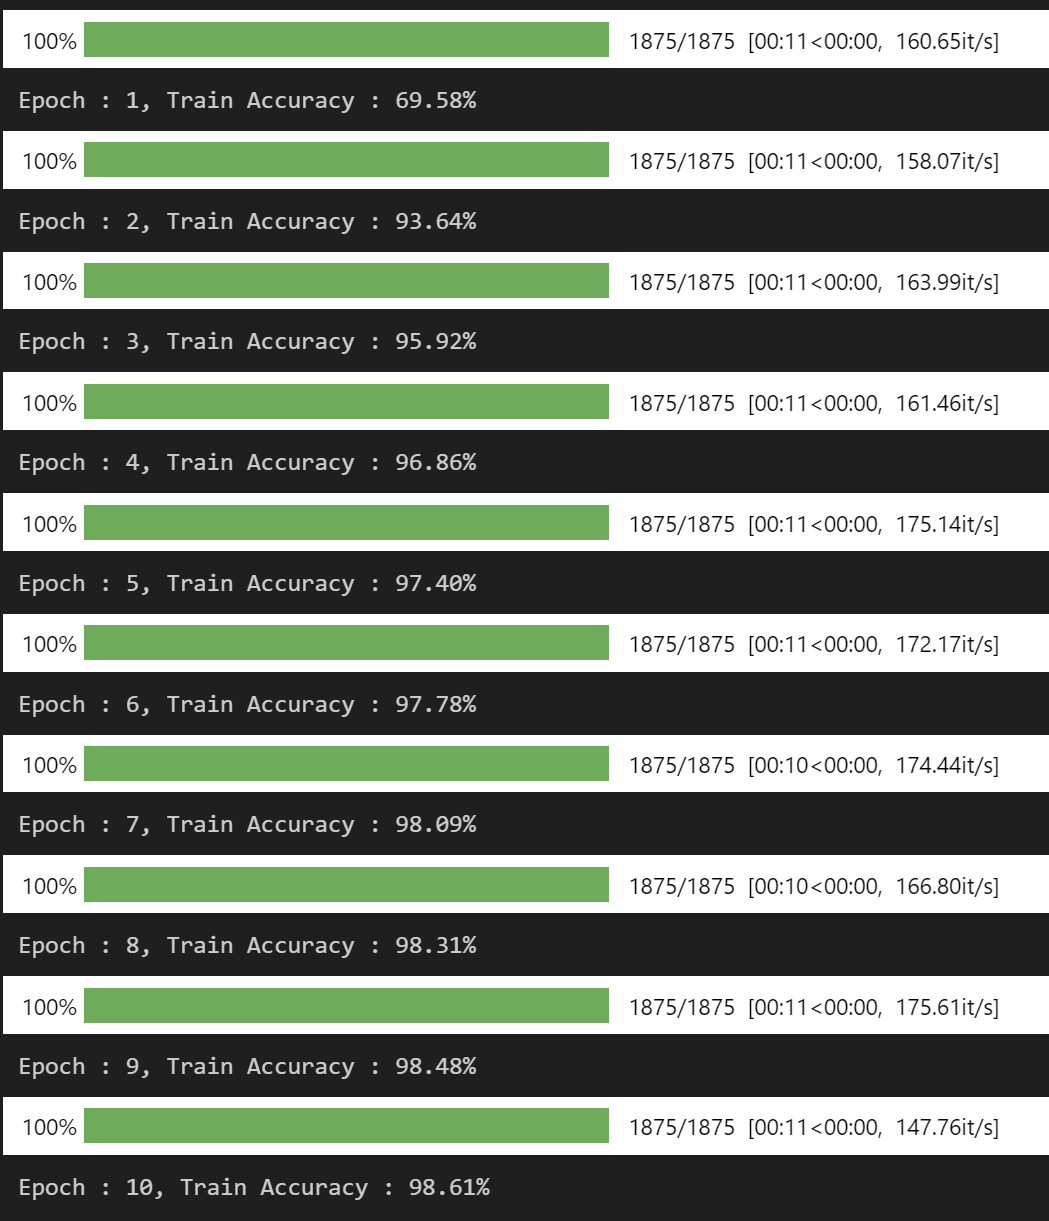 100% 1875/1875 [00:11<00:00, 160.65it/s]
Epoch : 1, Train Accuracy : 69.58%
100% 1875/1875 [00:11<00:00, 158.07it/s]
Epoch : 2, Train Accuracy : 93.64%
100% 1875/1875 [00:11<00:00, 163.99it/s]
Epoch : 3, Train Accuracy : 95.92%
100% 1875/1875 [00:11<00:00, 161.46it/s]
Epoch : 4, Train Accuracy : 96.86%
100% 1875/1875 [00:11<00:00, 175.14it/s]
Epoch : 5, Train Accuracy : 97.40%
100% 1875/1875 [00:11<00:00, 172.17it/s]
Epoch : 6, Train Accuracy : 97.78%
100% 1875/1875 [00:10<00:00, 174.44it/s]
Epoch : 7, Train Accuracy : 98.09%
100% 1875/1875 [00:10<00:00, 166.80it/s]
Epoch : 8, Train Accuracy : 98.31%
100% 1875/1875 [00:11<00:00, 175.61it/s]
Epoch : 9, Train Accuracy : 98.48%
100% 1875/1875 [00:11<00:00, 147.76it/s]
Epoch : 10, Train Accuracy : 98.61%